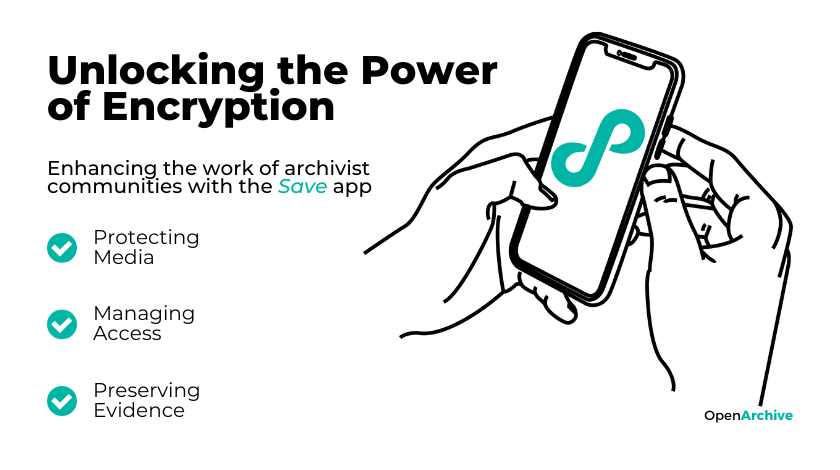 Unlocking the Power
of Encryption
Enhancing the work of archivist
communities with the Save app
Protecting
Media
Managing
Access
Preserving
Evidence
OpenArchive